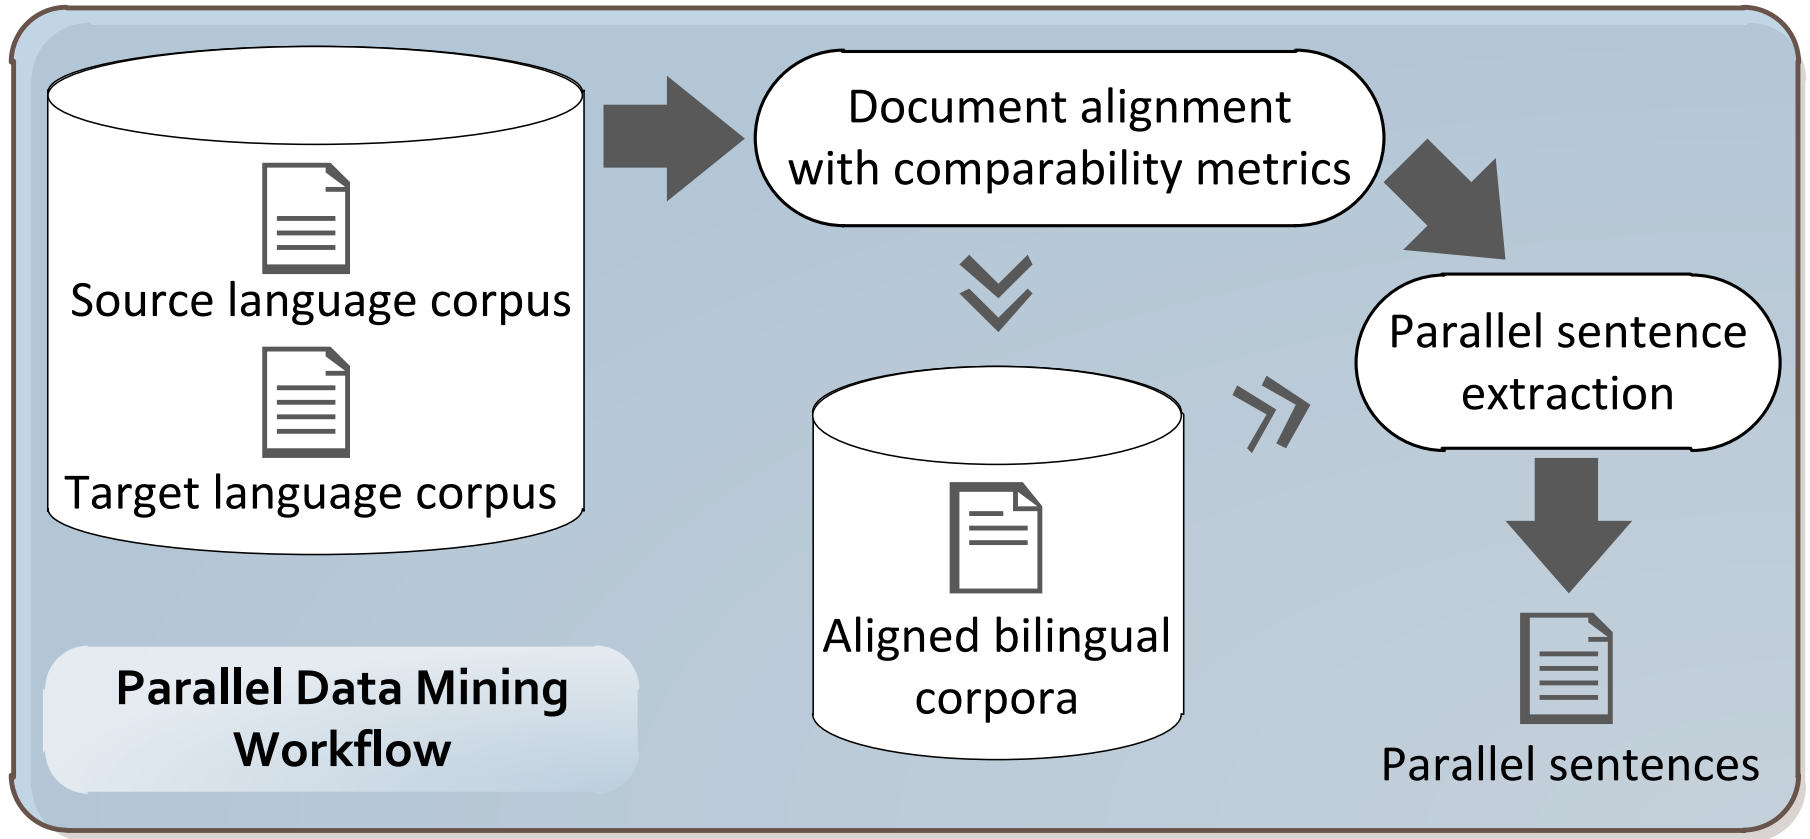 Document alignment
with comparability metrics
Source language corpus
Target language corpus
Parallel sentence
extraction
Aligned bilingual
corpora
Parallel Data Mining
Workflow
Parallel sentences